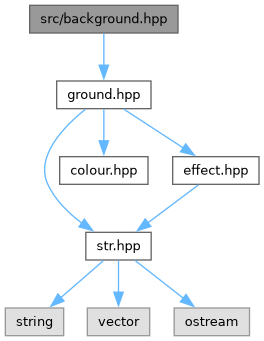 src/background.hpp
ground.hpp
colour.hpp
effect.hpp
str.hpp
string
vector
ostream